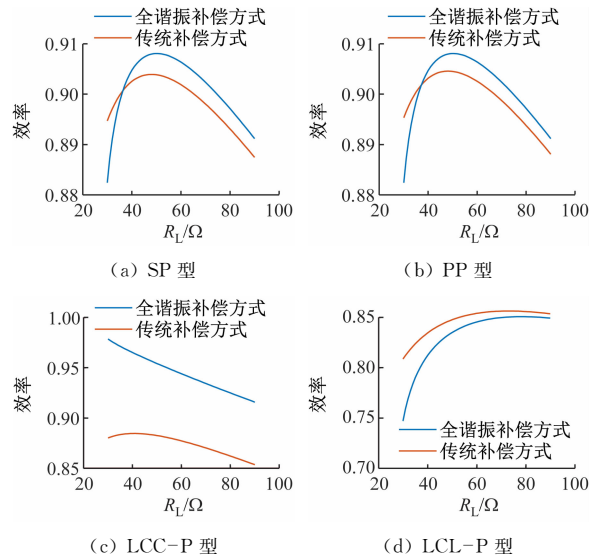 全谐振补偿方式
传统补偿方式
0.91
0.90
0.89
0.88
效率
20 40 60 80 100
R_L/Ω
(a) SP 型
全谐振补偿方式
传统补偿方式
0.91
0.90
0.89
0.88
效率
20 40 60 80 100
R_L/Ω
(b) PP 型
全谐振补偿方式
传统补偿方式
1.00
0.95
0.90
0.85
效率
20 40 60 80 100
R_L/Ω
(c) LCC-P 型
0.85
0.80
0.75
0.70
效率
全谐振补偿方式
传统补偿方式
20 40 60 80 100
R_L/Ω
(d) LCL-P 型